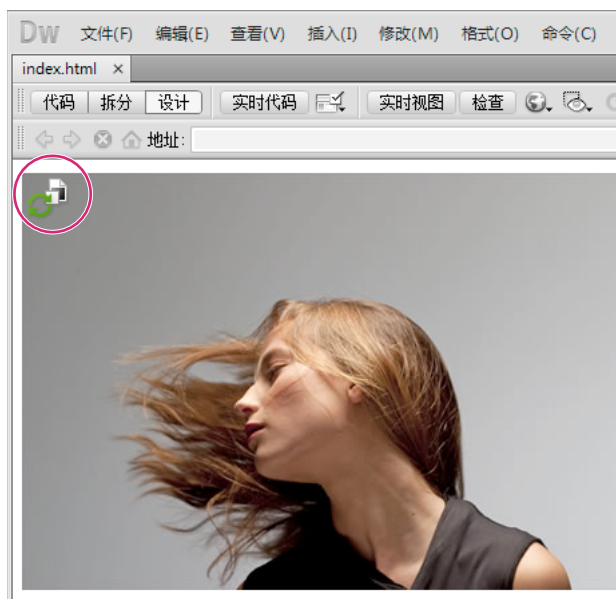 DW 文件(F) 编辑(E) 查看(V) 插入(I) 修改(M) 格式(O) 命令(C)
index.html ×
代码 拆分 设计 实时代码 实时视图 检查
地址: